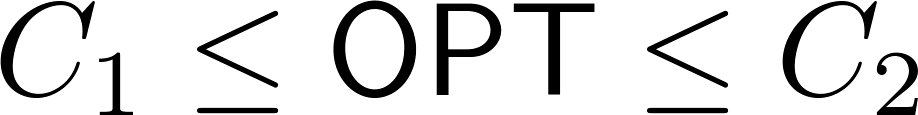 C₁ ≤ OPT ≤ C₂